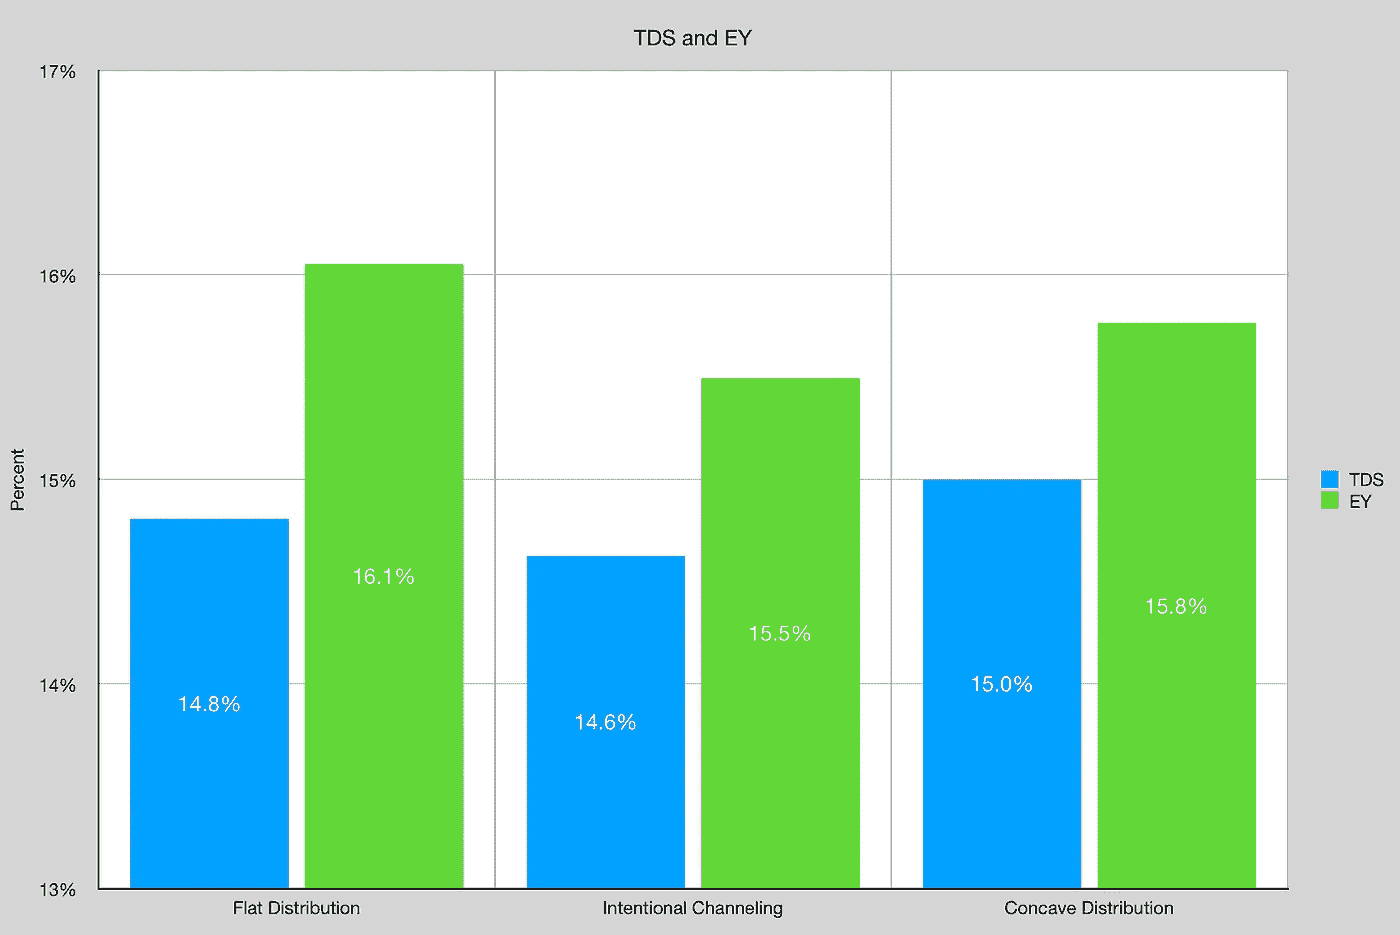 TDS and EY
17%
16%
15%
14%
13%
Percent
14.8%
16.1%
14.6%
15.5%
15.0%
15.8%
Flat Distribution
Intentional Channeling
Concave Distribution
TDS
EY